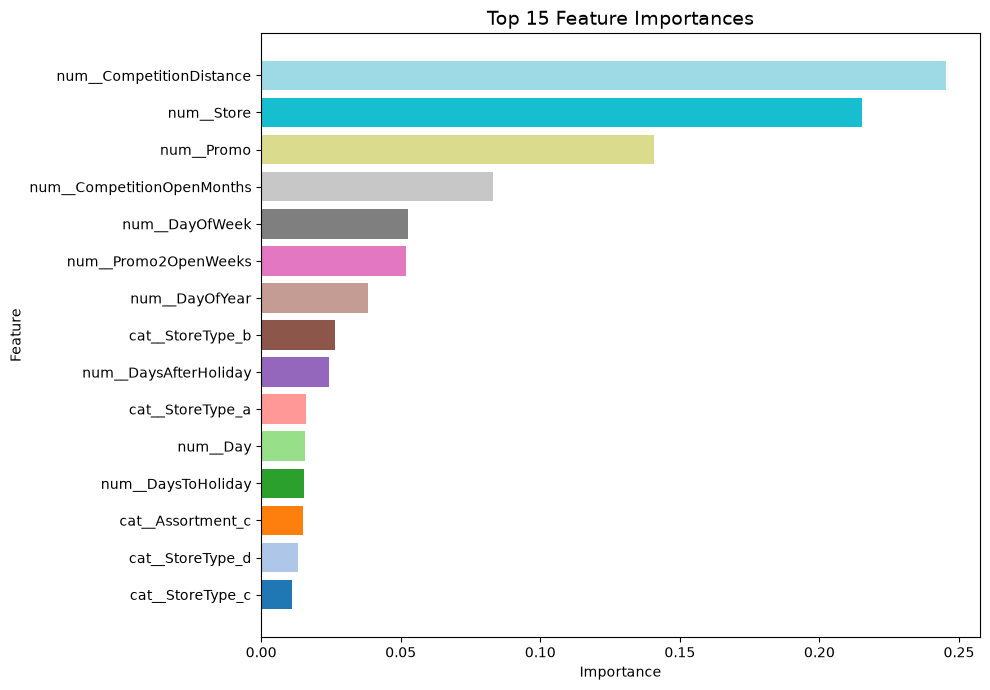 Top 15 Feature Importances
num__CompetitionDistance
num__Store
num__Promo
num__CompetitionOpenMonths
num__DayOfWeek
num__Promo2OpenWeeks
num__DayOfYear
cat__StoreType_b
num__DaysAfterHoliday
cat__StoreType_a
num__Day
num__DaysToHoliday
cat__Assortment_c
cat__StoreType_d
cat__StoreType_c
Feature
0.00 0.05 0.10 0.15 0.20 0.25
Importance